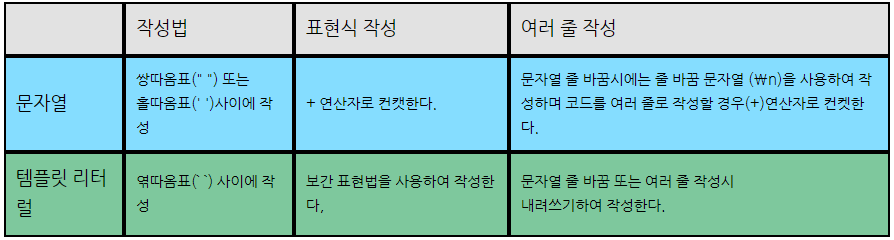 작성법
표현식 작성
여러 줄 작성
문자열
쌍따옴표(" ") 또는
홑따옴표(' ')사이에 작
성
+ 연산자로 컨캣한다.
문자열 줄 바꿈시에는 줄 바꿈 문자열 (₩n)을 사용하여 작
성하며 코드를 여러 줄로 작성할 경우(+)연산자로 컨켓한
다.
템플릿 리터
럴
엮따옴표(` `) 사이에 작
성
보간 표현법을 사용하여 작성한
다,
문자열 줄 바꿈 또는 여러 줄 작성시
내려쓰기하여 작성한다.